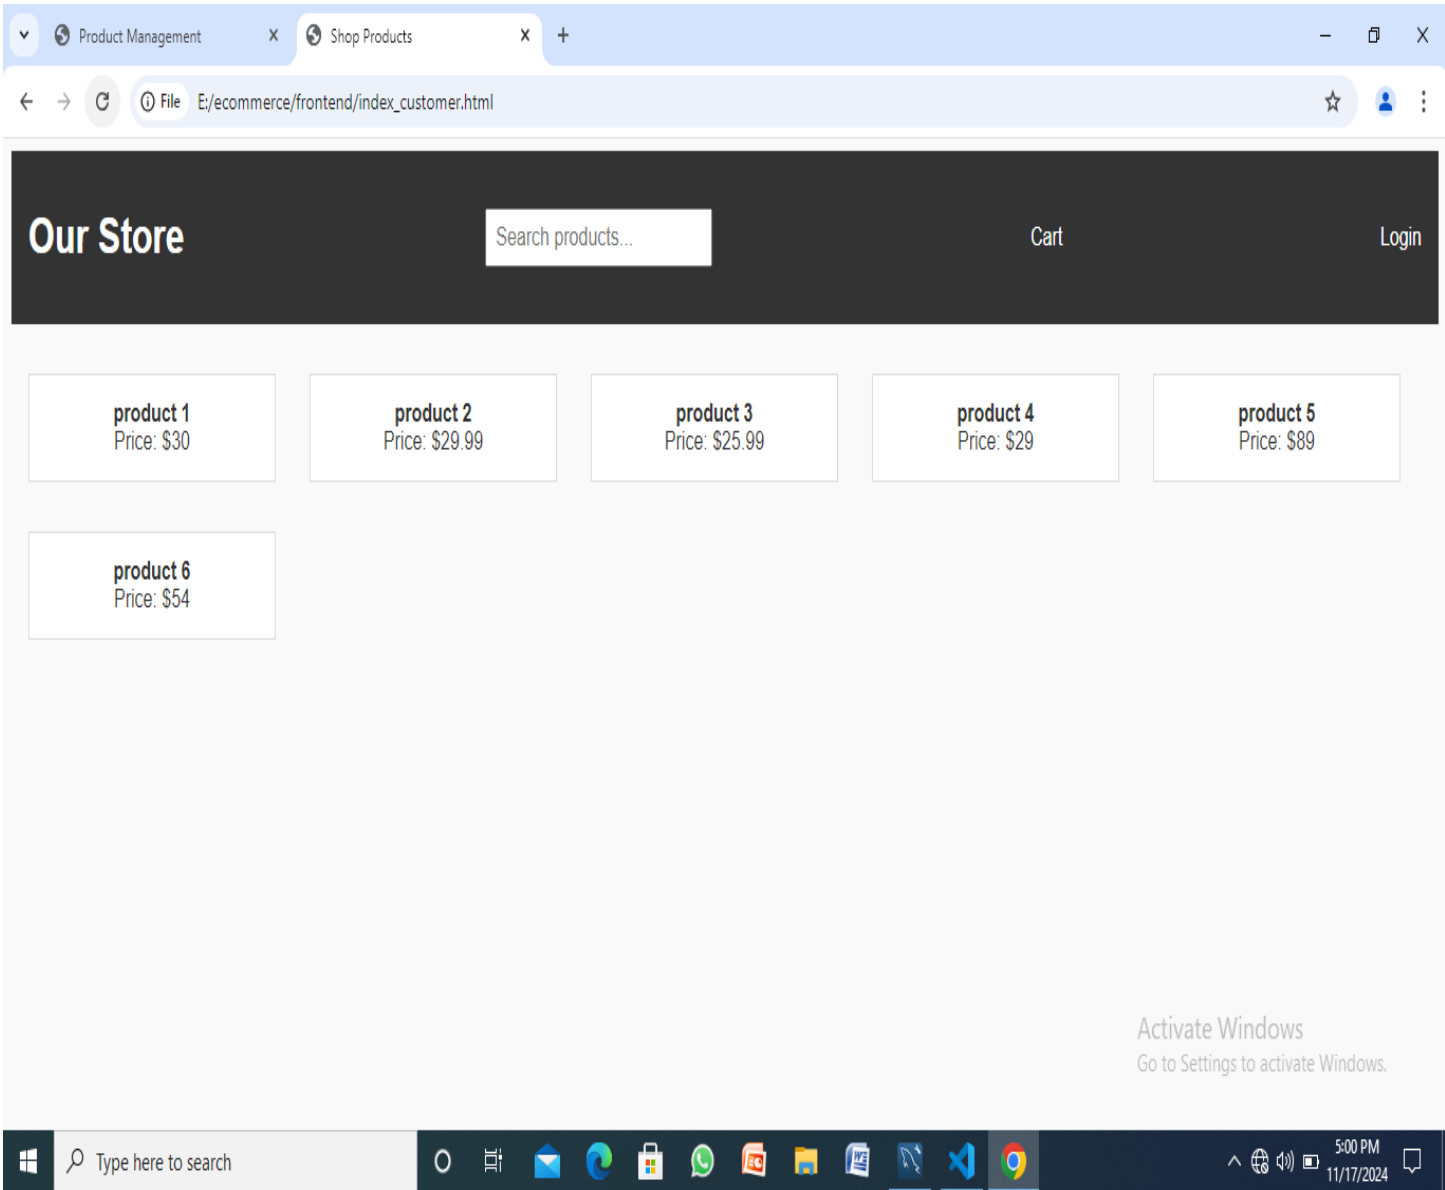 Product Management
Shop Products
File E:/ecommerce/frontend/index_customer.html
Our Store
Search products...
Cart
Login
product 1
Price: $30
product 2
Price: $29.99
product 3
Price: $25.99
product 4
Price: $29
product 5
Price: $89
product 6
Price: $54
Activate Windows
Go to Settings to activate Windows.
Type here to search
5:00 PM
11/17/2024